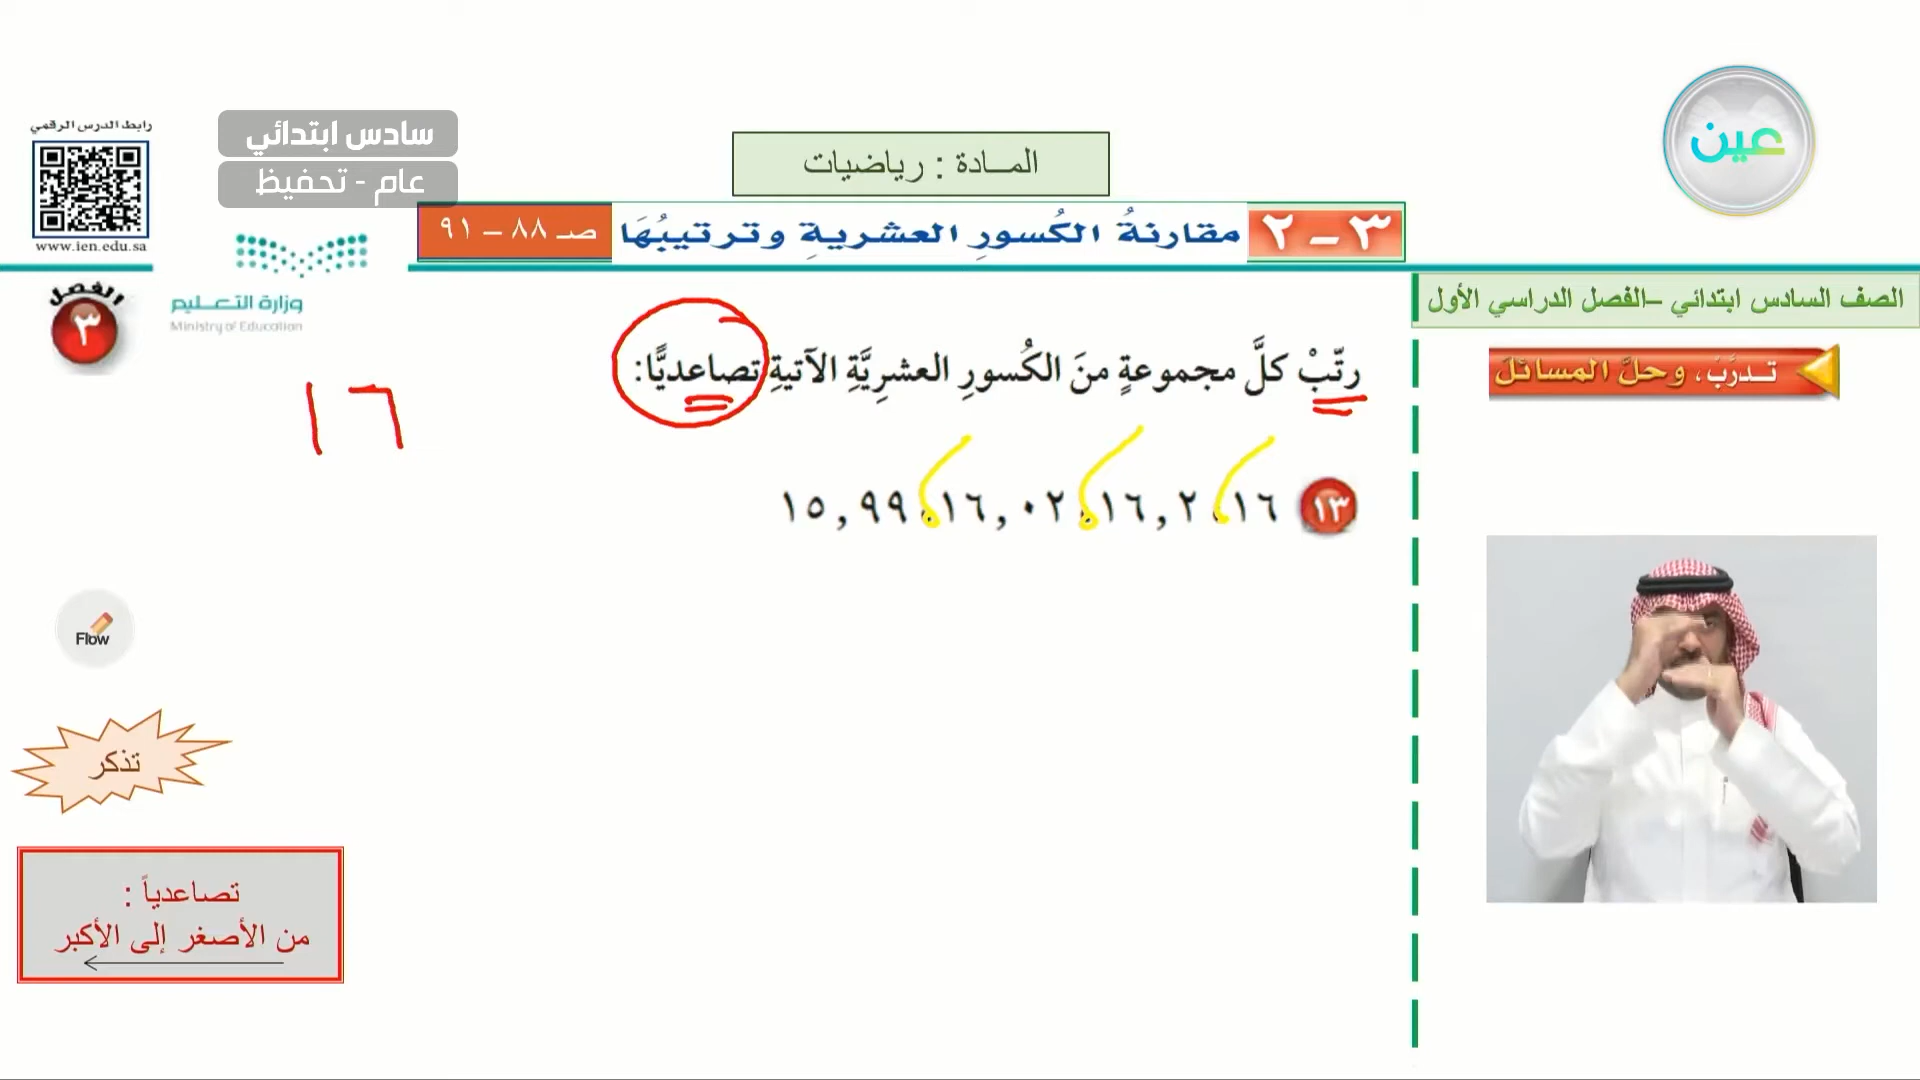 رابط الدرس الرقمي
www.ien.edu.sa
سادس ابتدائي
عام - تحفيظ
المـادة : رياضيات
عين
٣ - ٢ مقارنةُ الكُسورِ العشريةِ وترتيبُهَا صـ ٨٨ – ٩١
الفصل
٣
وزارة التعـليم
Ministry of Education
الصف السادس ابتدائي –الفصل الدراسي الأول
تـدرَّبْ، وحلَّ المسائلَ
رتّبْ كلَّ مجموعةٍ منَ الكُسورِ العشرِيَّةِ الآتيةِ تصاعديًّا:
١٦
١٣ ١٦، ١٦,٢، ١٦,٠٢، ١٥,٩٩
Flow
تذكر
تصاعدياً :
من الأصغر إلى الأكبر